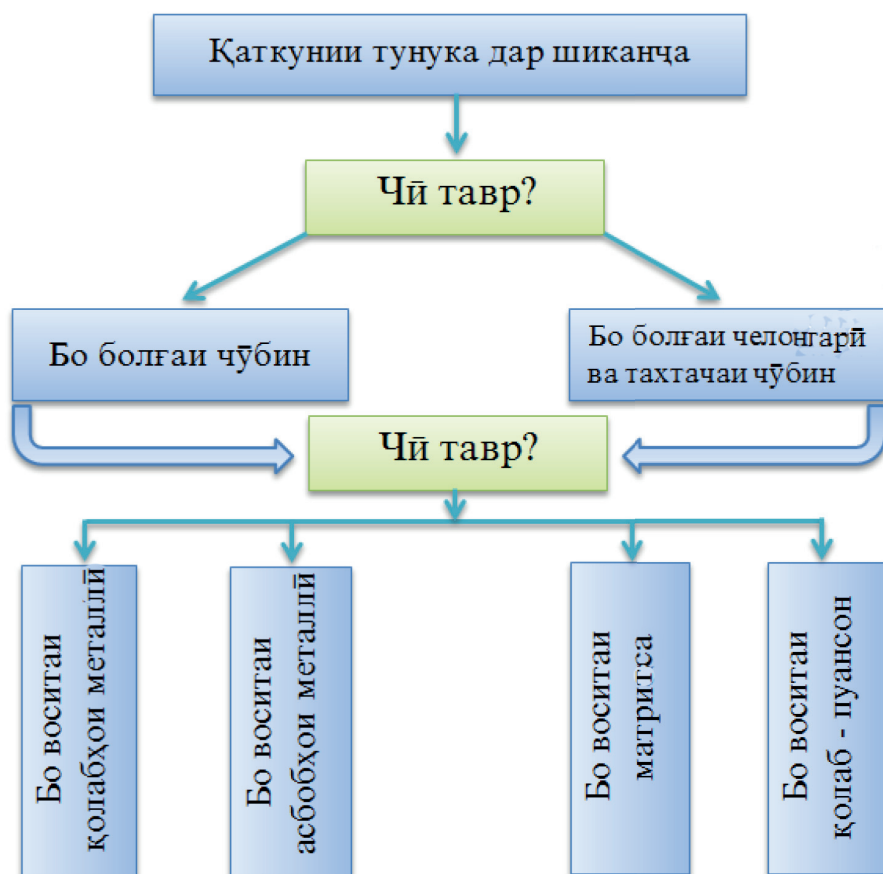 Қаткунии тунука дар шиканҷа
Чӣ тавр?
Бо болғаи чӯбин
Бо болғаи челонгарӣ
ва тахтачаи чӯбин
Чӣ тавр?
Бо воситаи
қолабҳои металлӣ
Бо воситаи
асбобҳои металлӣ
Бо воситаи
матритса
Бо воситаи
қолаб - пуансон